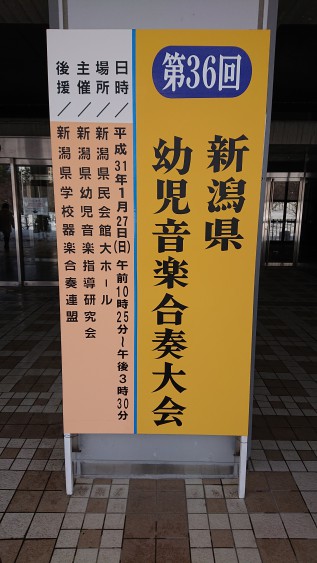 第36回
新潟県
幼児音楽合奏大会
日時／平成31年1月27日(日)午前10時25分～午後3時30分
場所／新潟県民会館大ホール
主催／新潟県幼児音楽指導研究会
後援／新潟県学校器楽合奏連盟